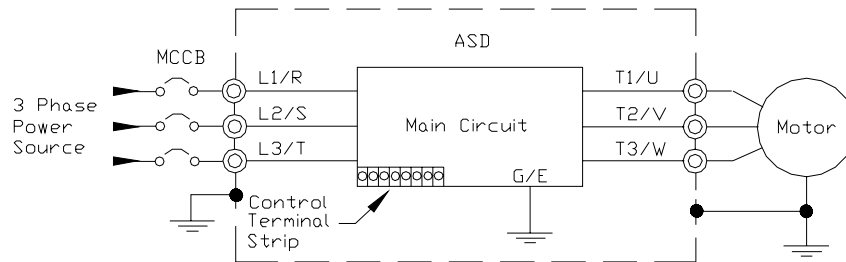 ASD
MCCB
L1/R
T1/U
3 Phase
Power
Source
L2/S
Main Circuit
T2/V
Motor
L3/T
T3/W
G/E
Control
Terminal
Strip